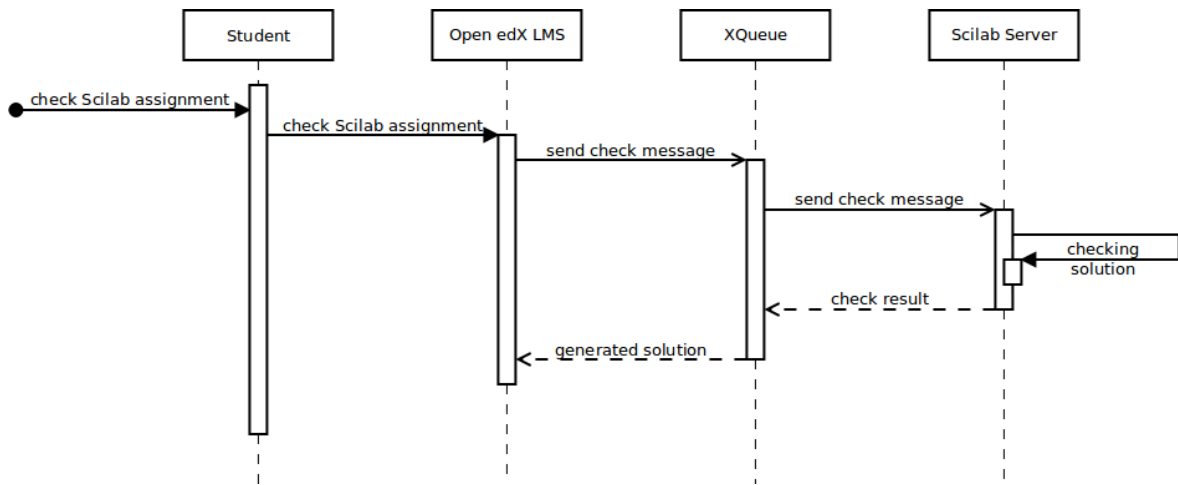 Student
Open edX LMS
XQueue
Scilab Server
check Scilab assignment
check Scilab assignment
send check message
send check message
checking
solution
check result
generated solution